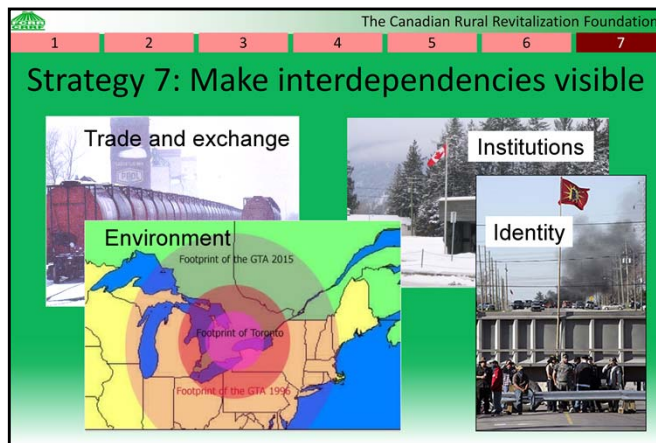 The Canadian Rural Revitalization Foundation
1 2 3 4 5 6 7
Strategy 7: Make interdependencies visible
Trade and exchange
Institutions
Environment
Identity
Footprint of the GTA 2015
Footprint of Toronto
Footprint of the GTA 1996